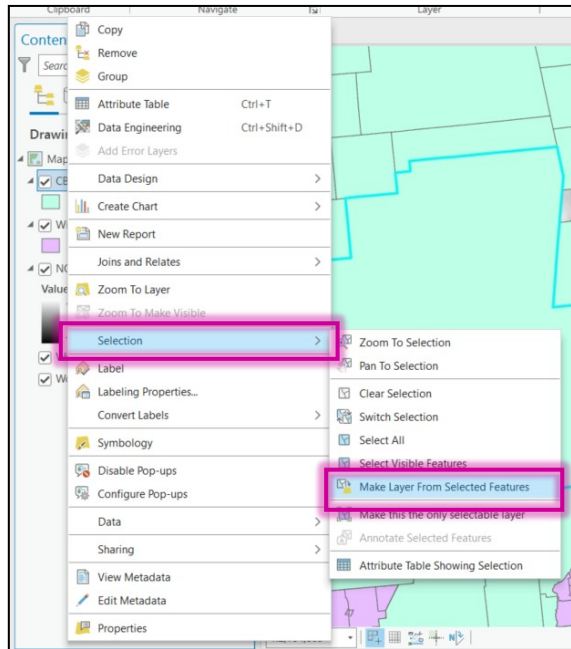 Clipboard Navigate Layer
Conten
Searc
Drawi
Map
CB
W
NO
Value
Copy
Remove
Group
Attribute Table Ctrl+T
Data Engineering Ctrl+Shift+D
Add Error Layers
Data Design
Create Chart
New Report
Joins and Relates
Zoom To Layer
Zoom To Make Visible
Selection
Label
Labeling Properties...
Convert Labels
Symbology
Disable Pop-ups
Configure Pop-ups
Data
Sharing
View Metadata
Edit Metadata
Properties
Zoom To Selection
Pan To Selection
Clear Selection
Switch Selection
Select All
Select Visible Features
Make Layer From Selected Features
Make this the only selectable layer
Annotate Selected Features
Attribute Table Showing Selection